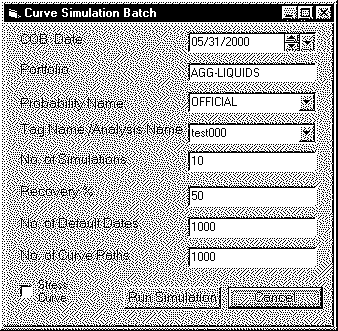 Curve Simulation Batch
COB Date 05/31/2000
Portfolio AGG-LIQUIDS
Probability Name OFFICIAL
Tag Name /Analysis Name test000
No. of Simulations 10
Recovery % 50
No. of Default Dates 1000
No. of Curve Paths 1000
Curve Run Simulation Cancel